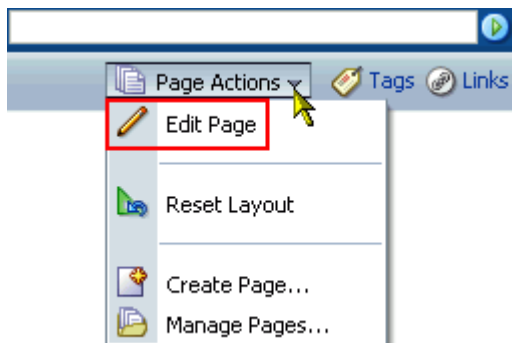 Page Actions Tags Links
Edit Page
Reset Layout
Create Page...
Manage Pages...